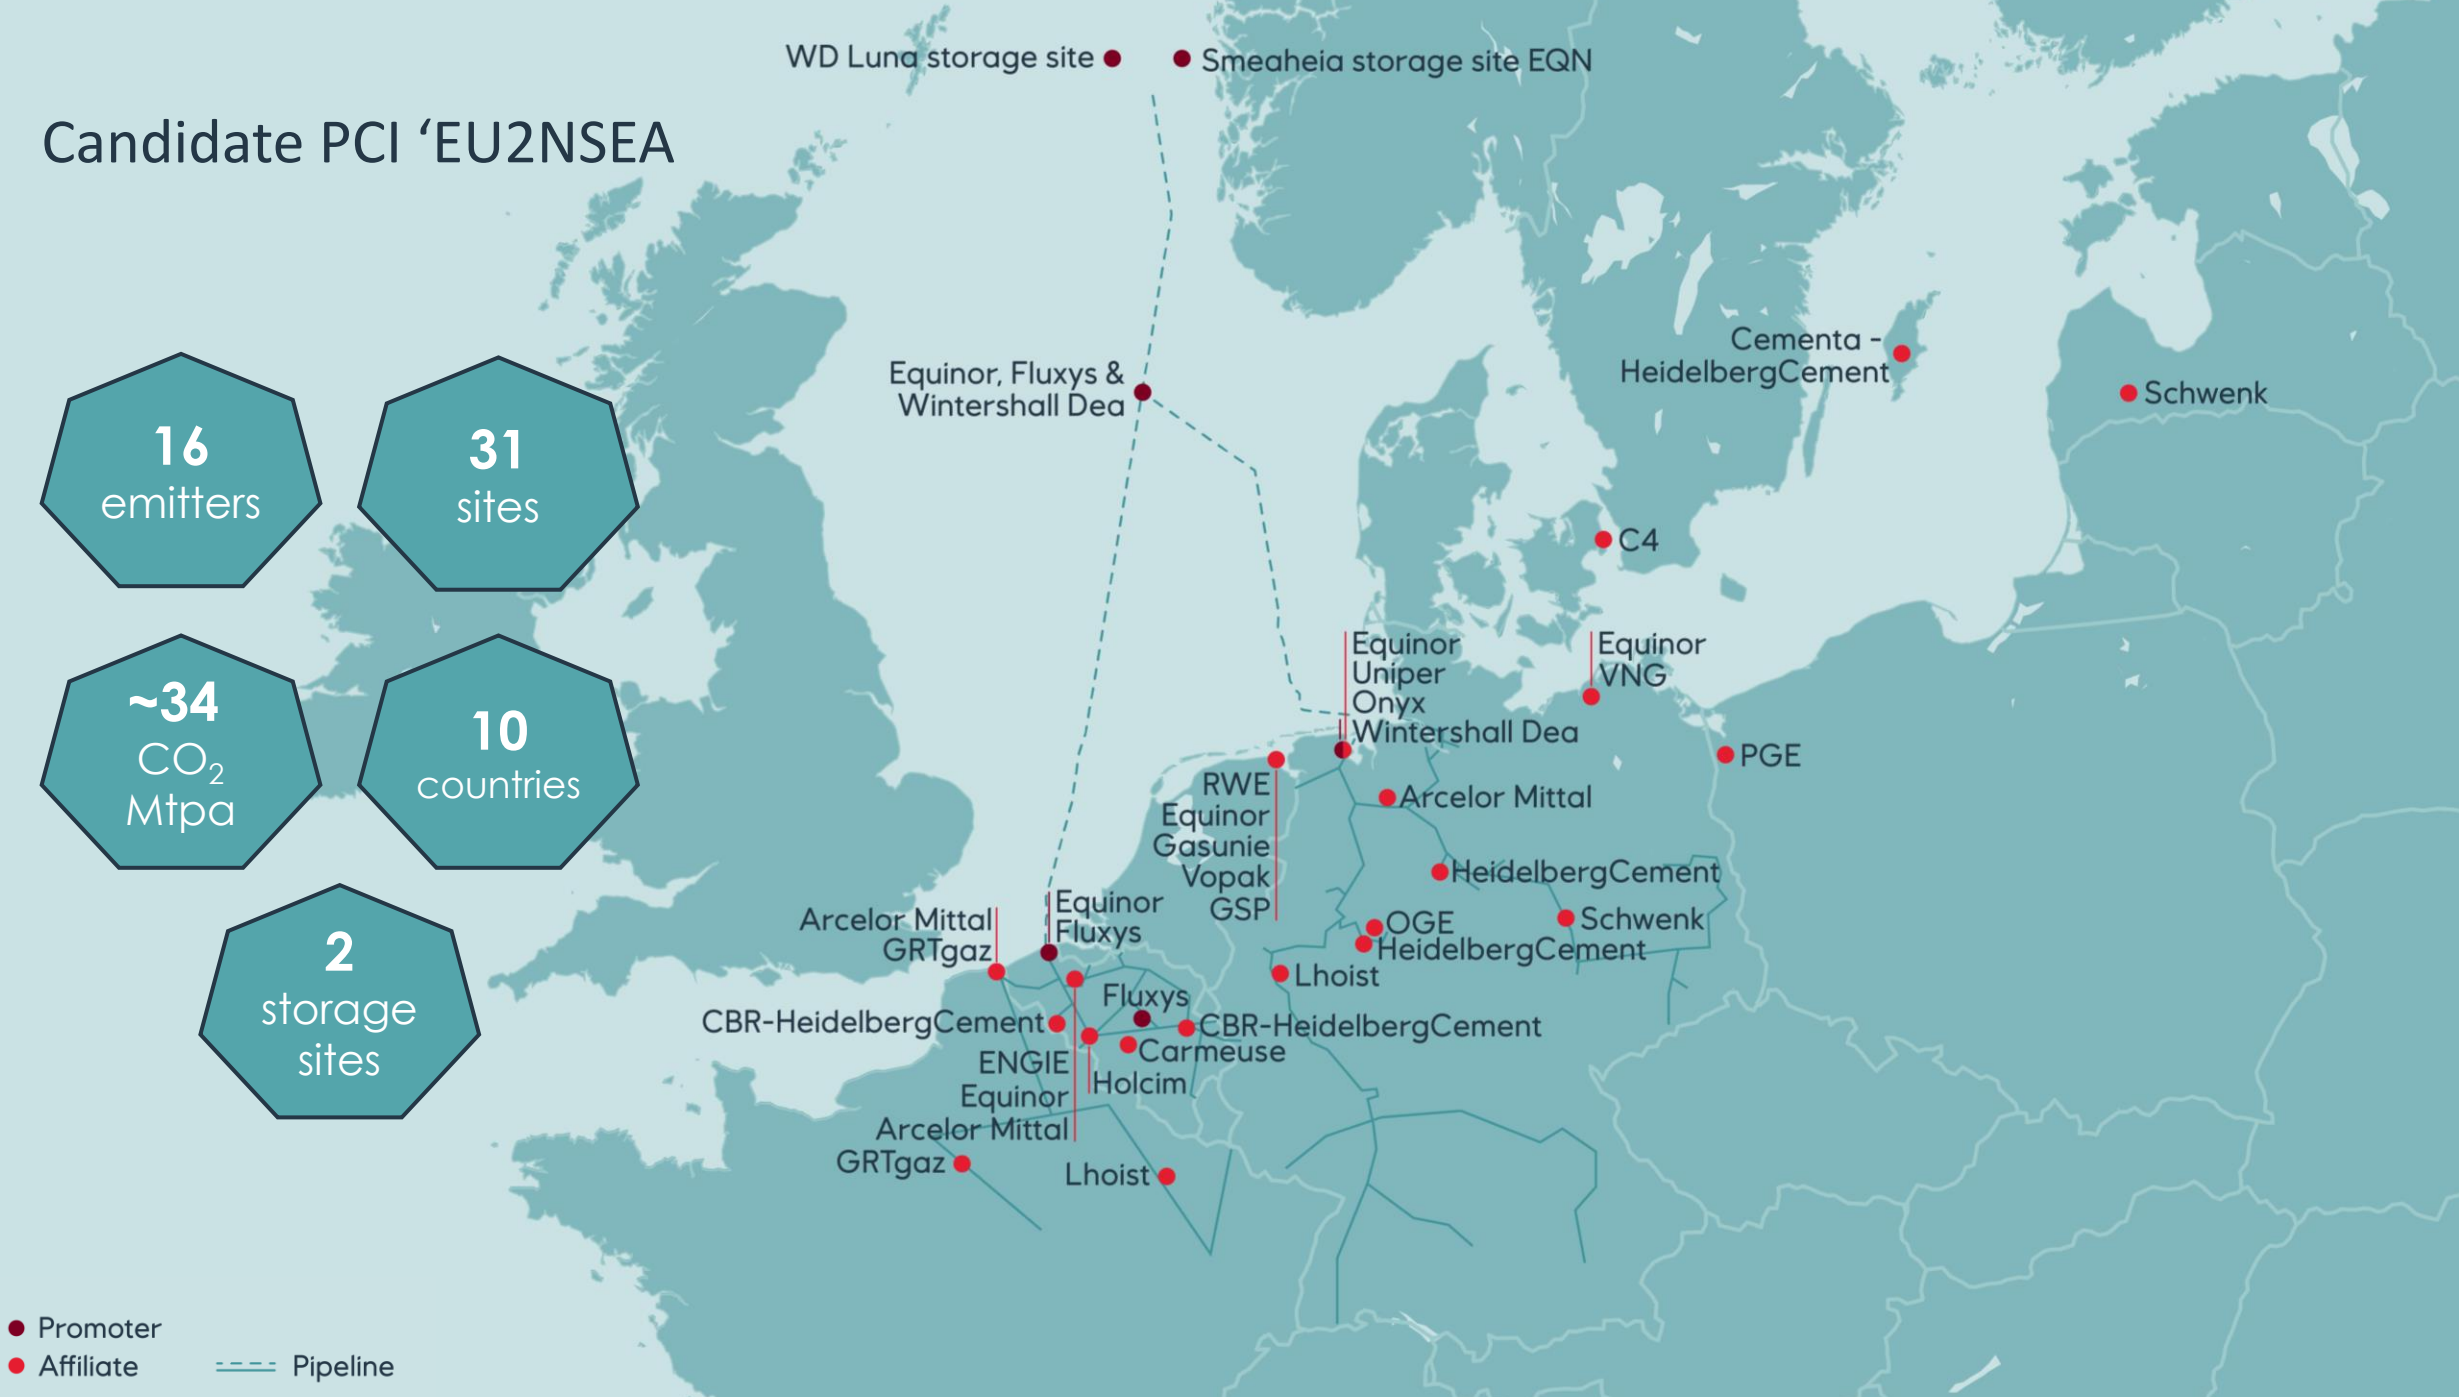 WD Luna storage site
Smeaheia storage site EQN
Candidate PCI ‘EU2NSEA
Equinor, Fluxys &
Wintershall Dea
Cementa -
HeidelbergCement
Schwenk
16
emitters
31
sites
C4
~34
CO₂
Mtpa
10
countries
Equinor
Uniper
Onyx
Wintershall Dea
Equinor
VNG
PGE
RWE
Equinor
Gasunie
Vopak
GSP
Arcelor Mittal
HeidelbergCement
2
storage
sites
Arcelor Mittal
GRTgaz
Equinor
Fluxys
OGE
HeidelbergCement
Schwenk
Lhoist
Fluxys
CBR-HeidelbergCement
CBR-HeidelbergCement
Carmeuse
ENGIE
Equinor
Arcelor Mittal
Holcim
GRTgaz
Lhoist
Promoter
Affiliate
Pipeline